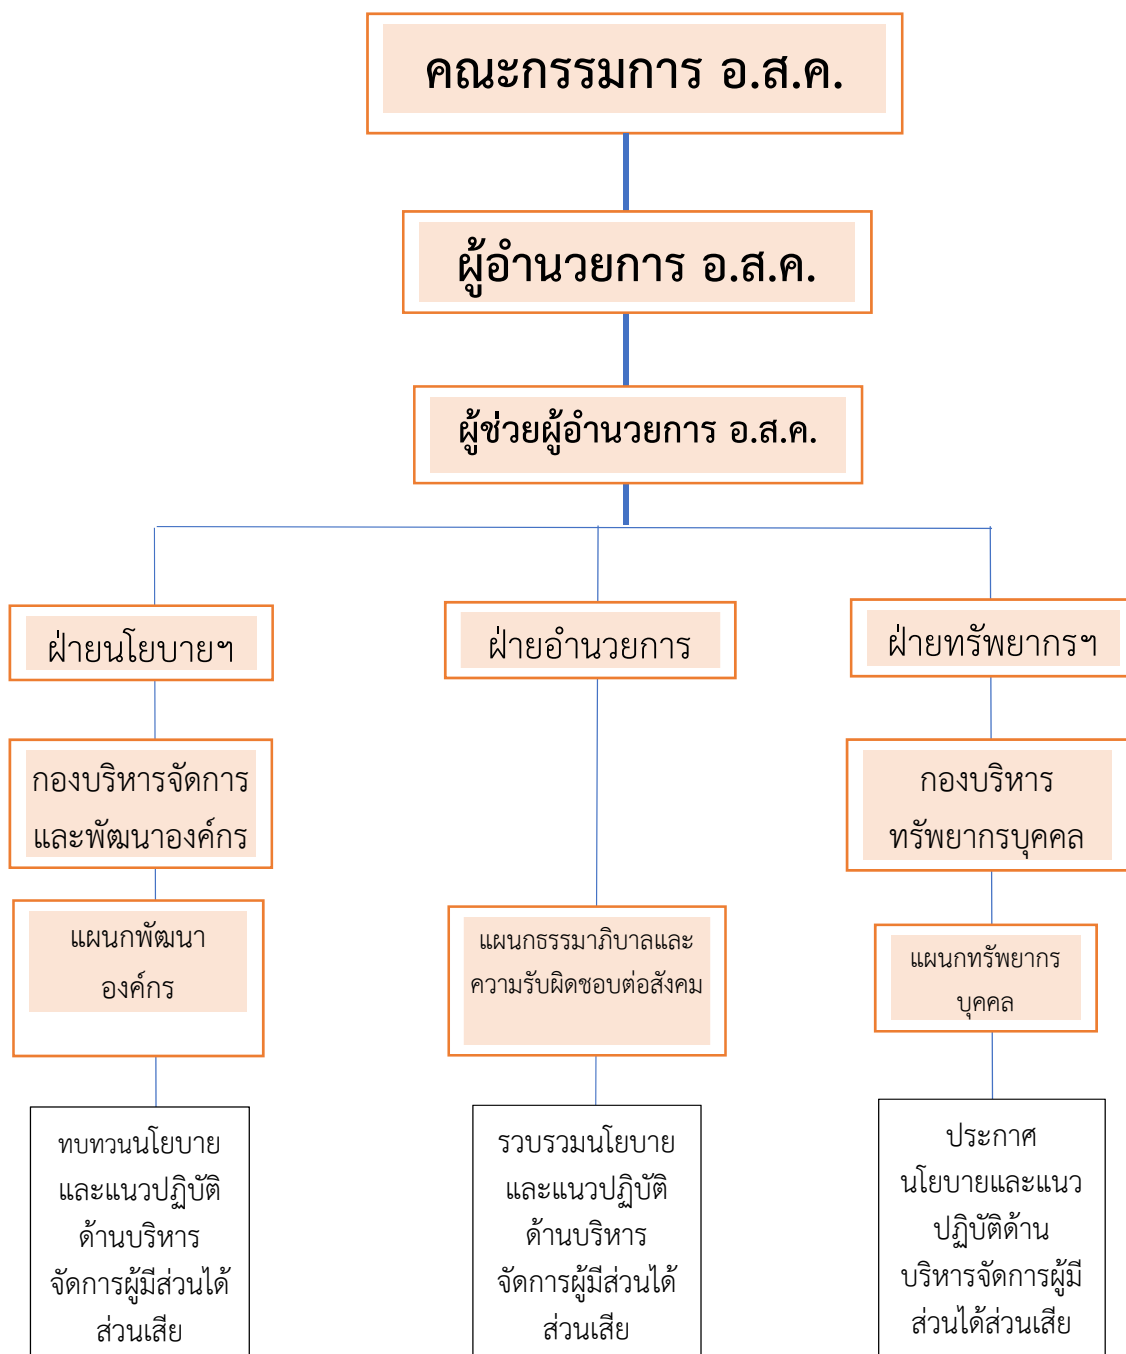 คณะกรรมการ อ.ส.ค.
ผู้อำนวยการ อ.ส.ค.
ผู้ช่วยผู้อำนวยการ อ.ส.ค.
ฝ่ายนโยบายฯ
ฝ่ายอำนวยการ
ฝ่ายทรัพยากรฯ
กองบริหารจัดการ
และพัฒนาองค์กร
กองบริหาร
ทรัพยากรบุคคล
แผนกพัฒนา
องค์กร
แผนกธรรมาภิบาลและ
ความรับผิดชอบต่อสังคม
แผนกทรัพยากร
บุคคล
ทบทวนนโยบาย
และแนวปฏิบัติ
ด้านบริหาร
จัดการผู้มีส่วนได้
ส่วนเสีย
รวบรวมนโยบาย
และแนวปฏิบัติ
ด้านบริหาร
จัดการผู้มีส่วนได้
ส่วนเสีย
ประกาศ
นโยบายและแนว
ปฏิบัติด้าน
บริหารจัดการผู้มี
ส่วนได้ส่วนเสีย